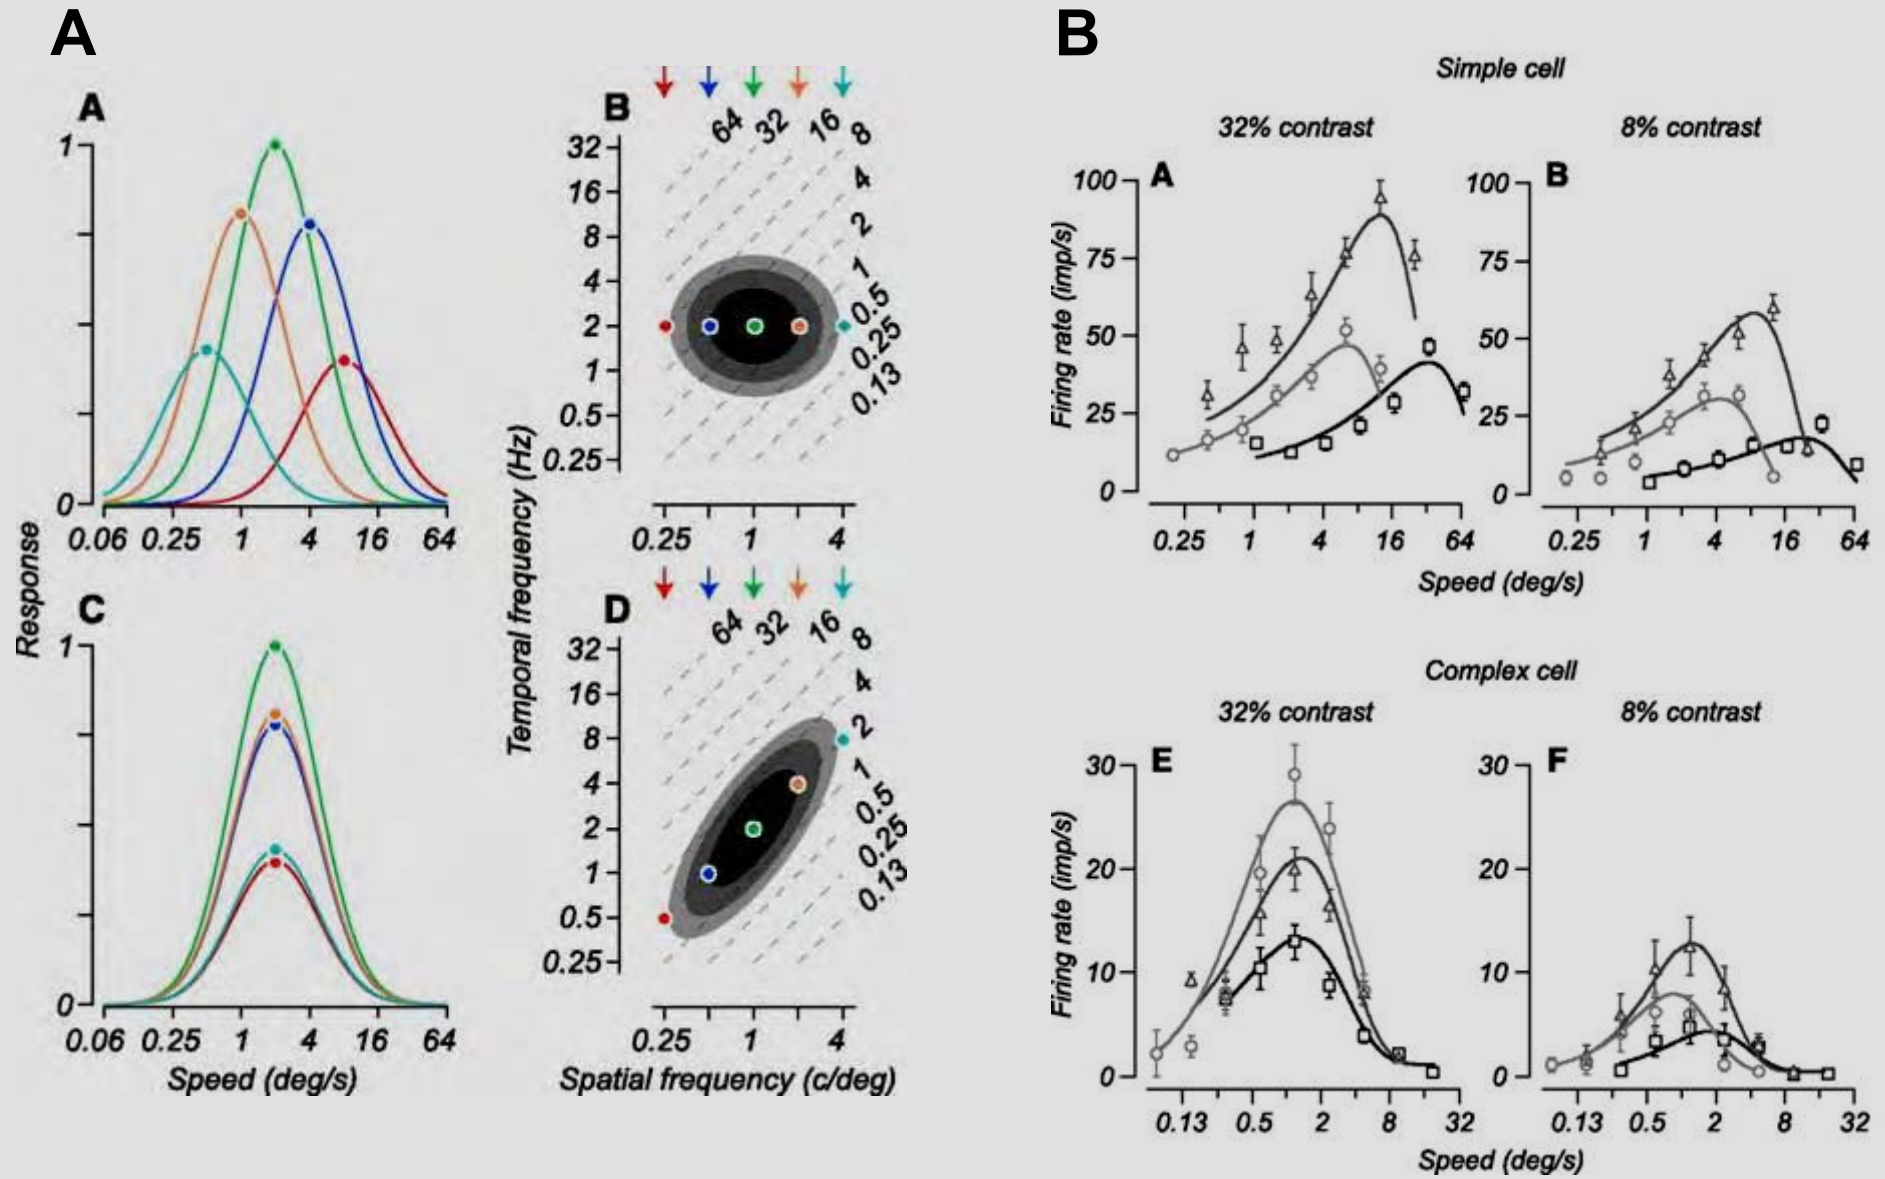 A
B
A
1
0
0.06 0.25 1 4 16 64
Response
B
64 32 16 8
4
2
1
0.5
0.25
0.13
32
16
8
4
2
1
0.5
0.25
0.25 1 4
Temporal frequency (Hz)
C
1
0
0.06 0.25 1 4 16 64
Speed (deg/s)
D
64 32 16 8
4
2
1
0.5
0.25
0.13
32
16
8
4
2
1
0.5
0.25
0.25 1 4
Spatial frequency (c/deg)
Simple cell
32% contrast
8% contrast
A
100
75
50
25
0
Firing rate (imp/s)
0.25 1 4 16 64
B
100
75
50
25
0
0.25 1 4 16 64
Speed (deg/s)
Complex cell
32% contrast
8% contrast
E
30
20
10
0
Firing rate (imp/s)
0.13 0.5 2 8 32
F
30
20
10
0
0.13 0.5 2 8 32
Speed (deg/s)